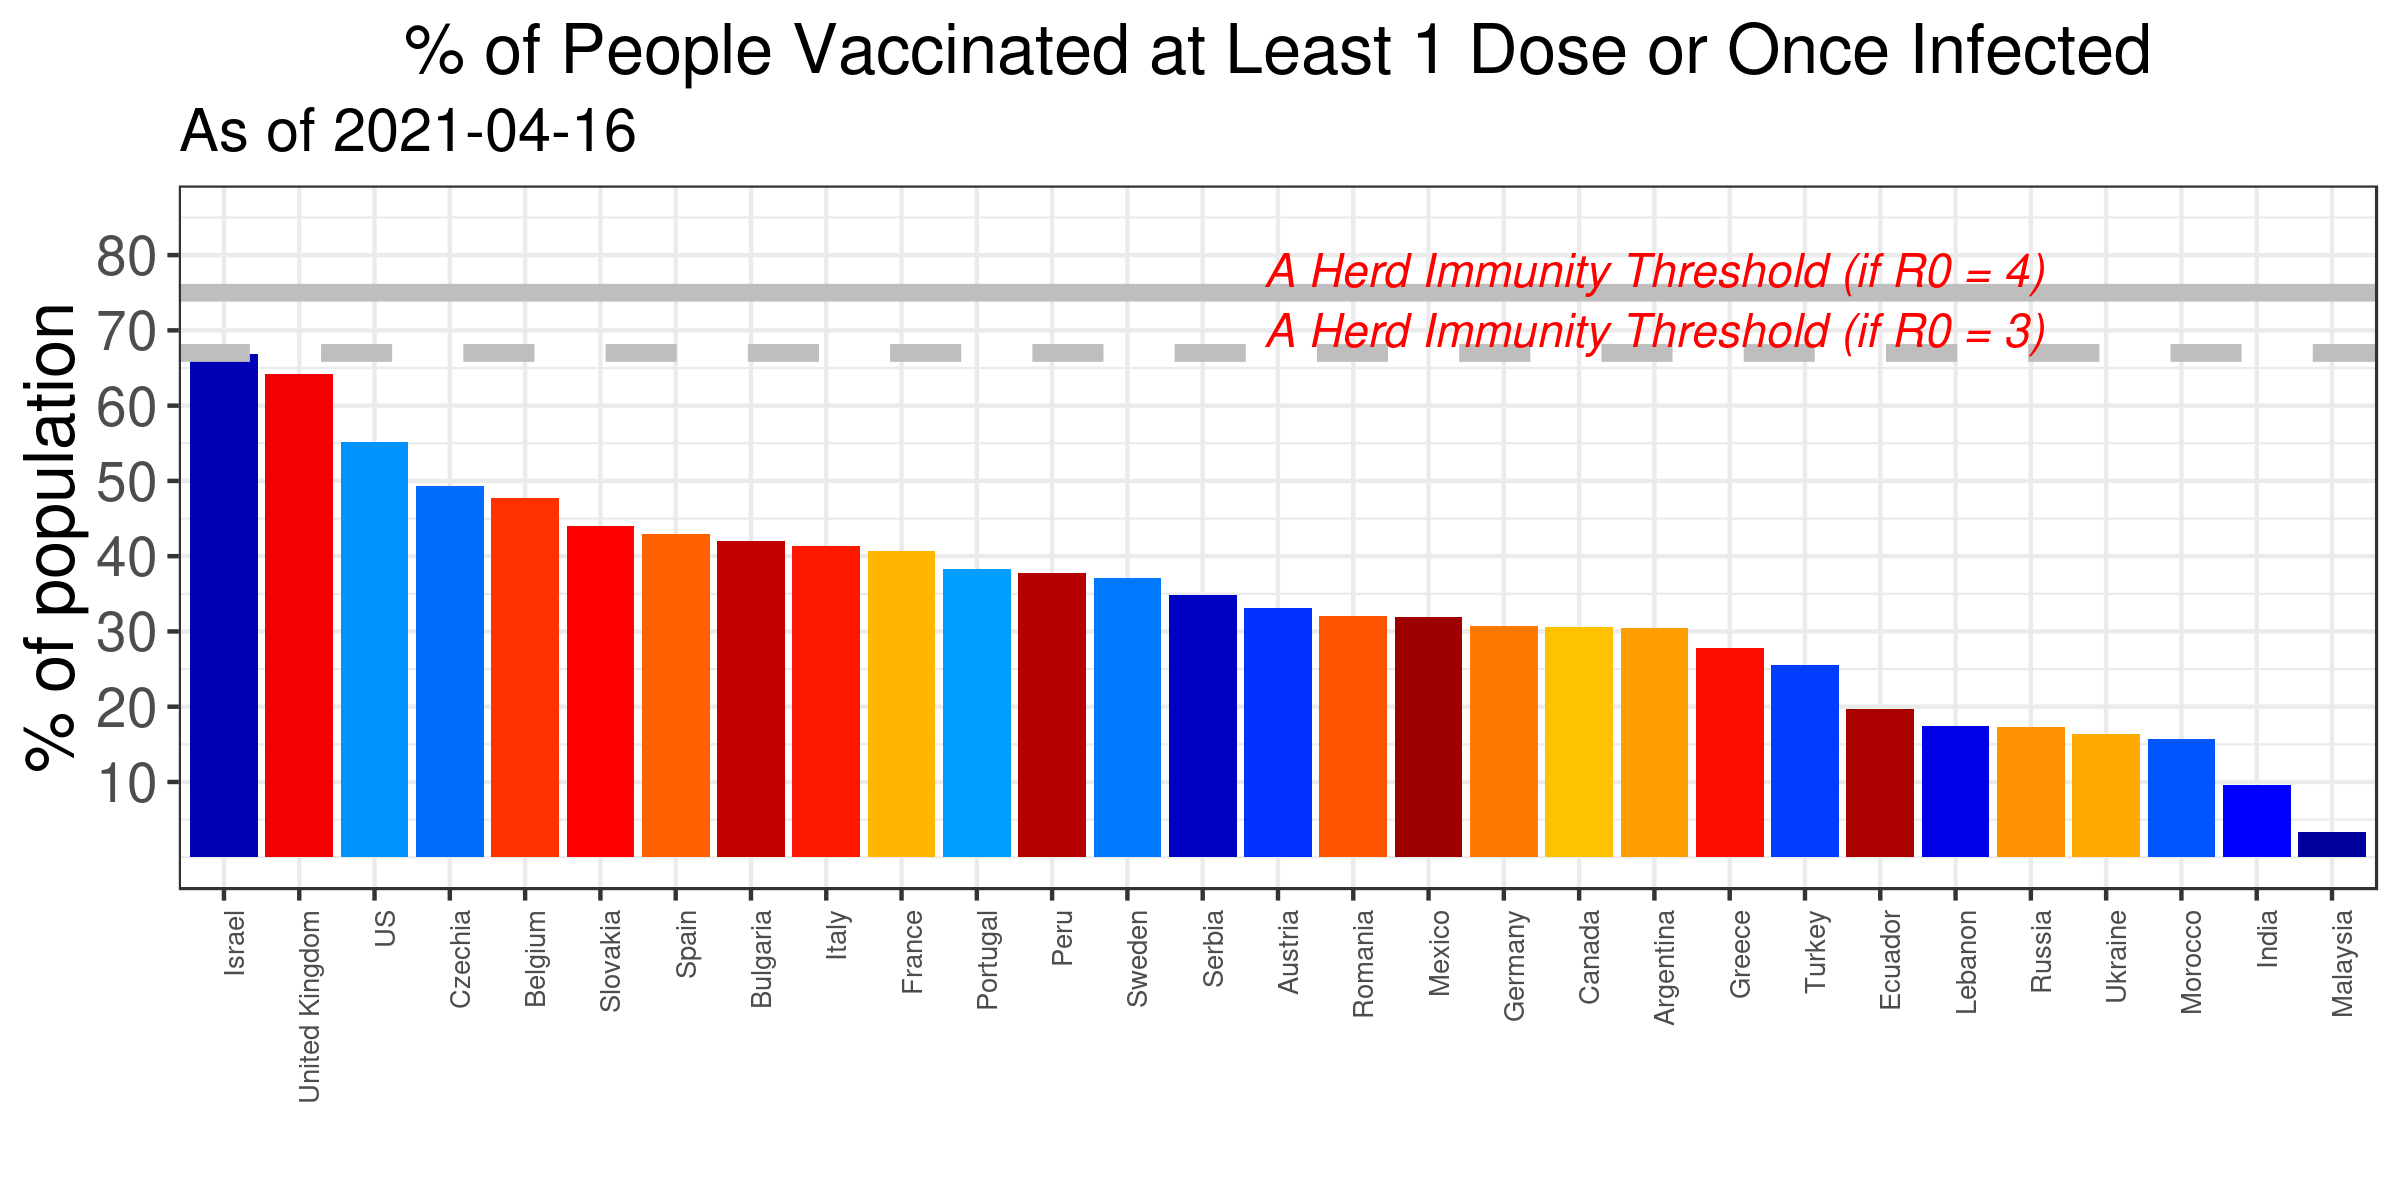 % of People Vaccinated at Least 1 Dose or Once Infected
As of 2021-04-16
% of population
80
70
60
50
40
30
20
10
A Herd Immunity Threshold (if R0 = 4)
A Herd Immunity Threshold (if R0 = 3)
Israel
United Kingdom
US
Czechia
Belgium
Slovakia
Spain
Bulgaria
Italy
France
Portugal
Peru
Sweden
Serbia
Austria
Romania
Mexico
Germany
Canada
Argentina
Greece
Turkey
Ecuador
Lebanon
Russia
Ukraine
Morocco
India
Malaysia